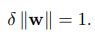 δ ‖w‖ = 1.